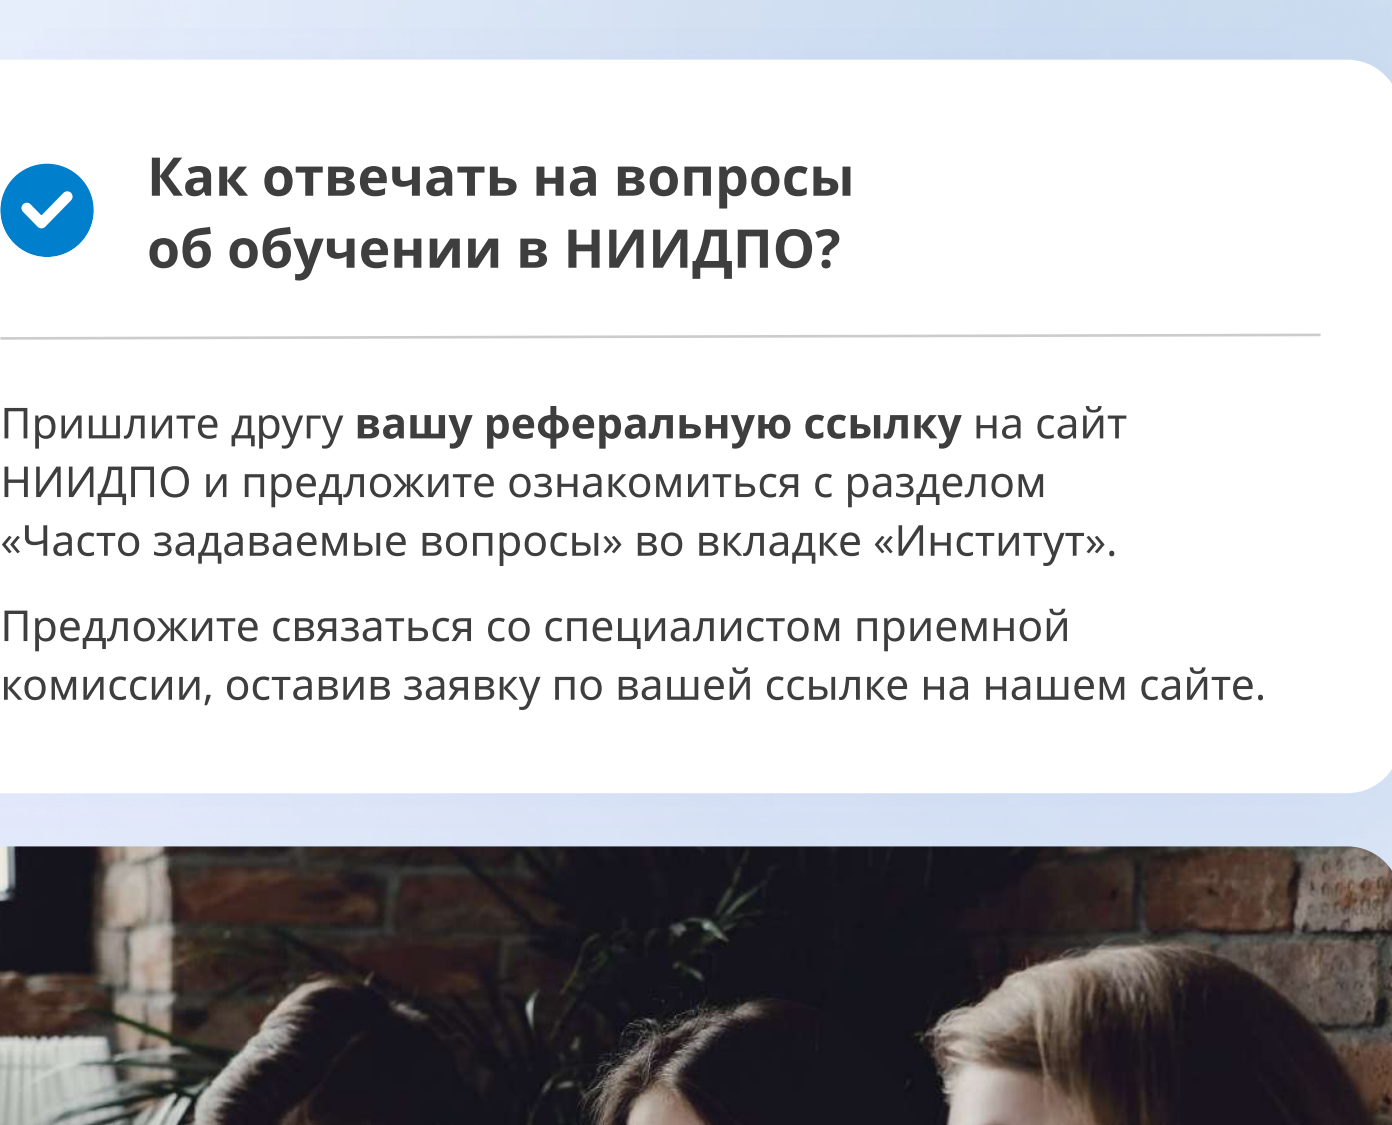 Как отвечать на вопросы
об обучении в НИИДПО?
Пришлите другу вашу реферальную ссылку на сайт
НИИДПО и предложите ознакомиться с разделом
«Часто задаваемые вопросы» во вкладке «Институт».
Предложите связаться со специалистом приемной
комиссии, оставив заявку по вашей ссылке на нашем сайте.